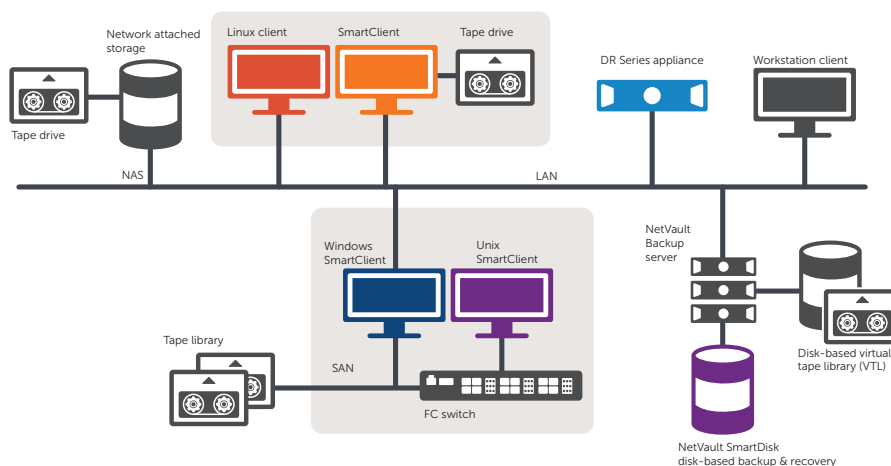 Network attached
storage
Linux client
SmartClient
Tape drive
DR Series appliance
Workstation client
Tape drive
NAS
LAN
NetVault
Backup
server
Windows
SmartClient
Unix
SmartClient
Tape library
SAN
FC switch
Disk-based virtual
tape library (VTL)
NetVault SmartDisk
disk-based backup & recovery